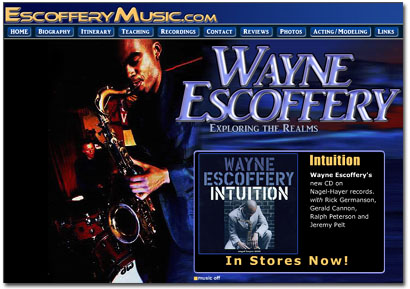 ESCOFFERYMUSIC.COM
HOME BIOGRAPHY ITINERARY TEACHING RECORDINGS CONTACT REVIEWS PHOTOS ACTING/MODELING LINKS
WAYNE
ESCOFFERY
EXPLORING THE REALMS
WAYNE
ESCOFFERY
INTUITION
Intuition
Wayne Escoffery's
new CD on
Nagel-Hayer records.
with Rick Germanson,
Gerald Cannon,
Ralph Peterson and
Jeremy Pelt
In Stores Now!
music off